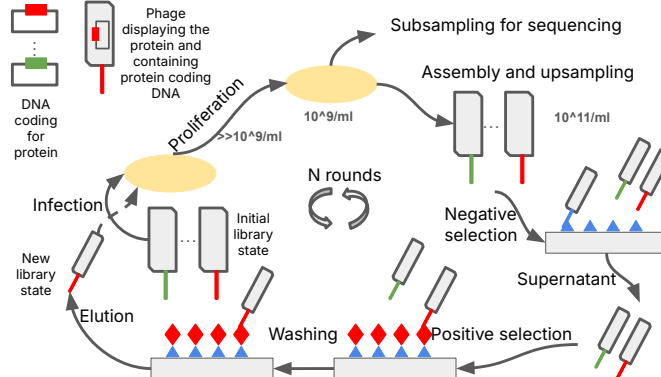 Phage
displaying the
protein and
containing
protein coding
DNA
DNA
coding
for
protein
Subsampling for sequencing
Assembly and upsampling
Proliferation
>>10^9/ml
10^9/ml
10^11/ml
N rounds
Infection
Initial
library
state
Negative
selection
New
library
state
Supernatant
Elution
Washing
Positive selection